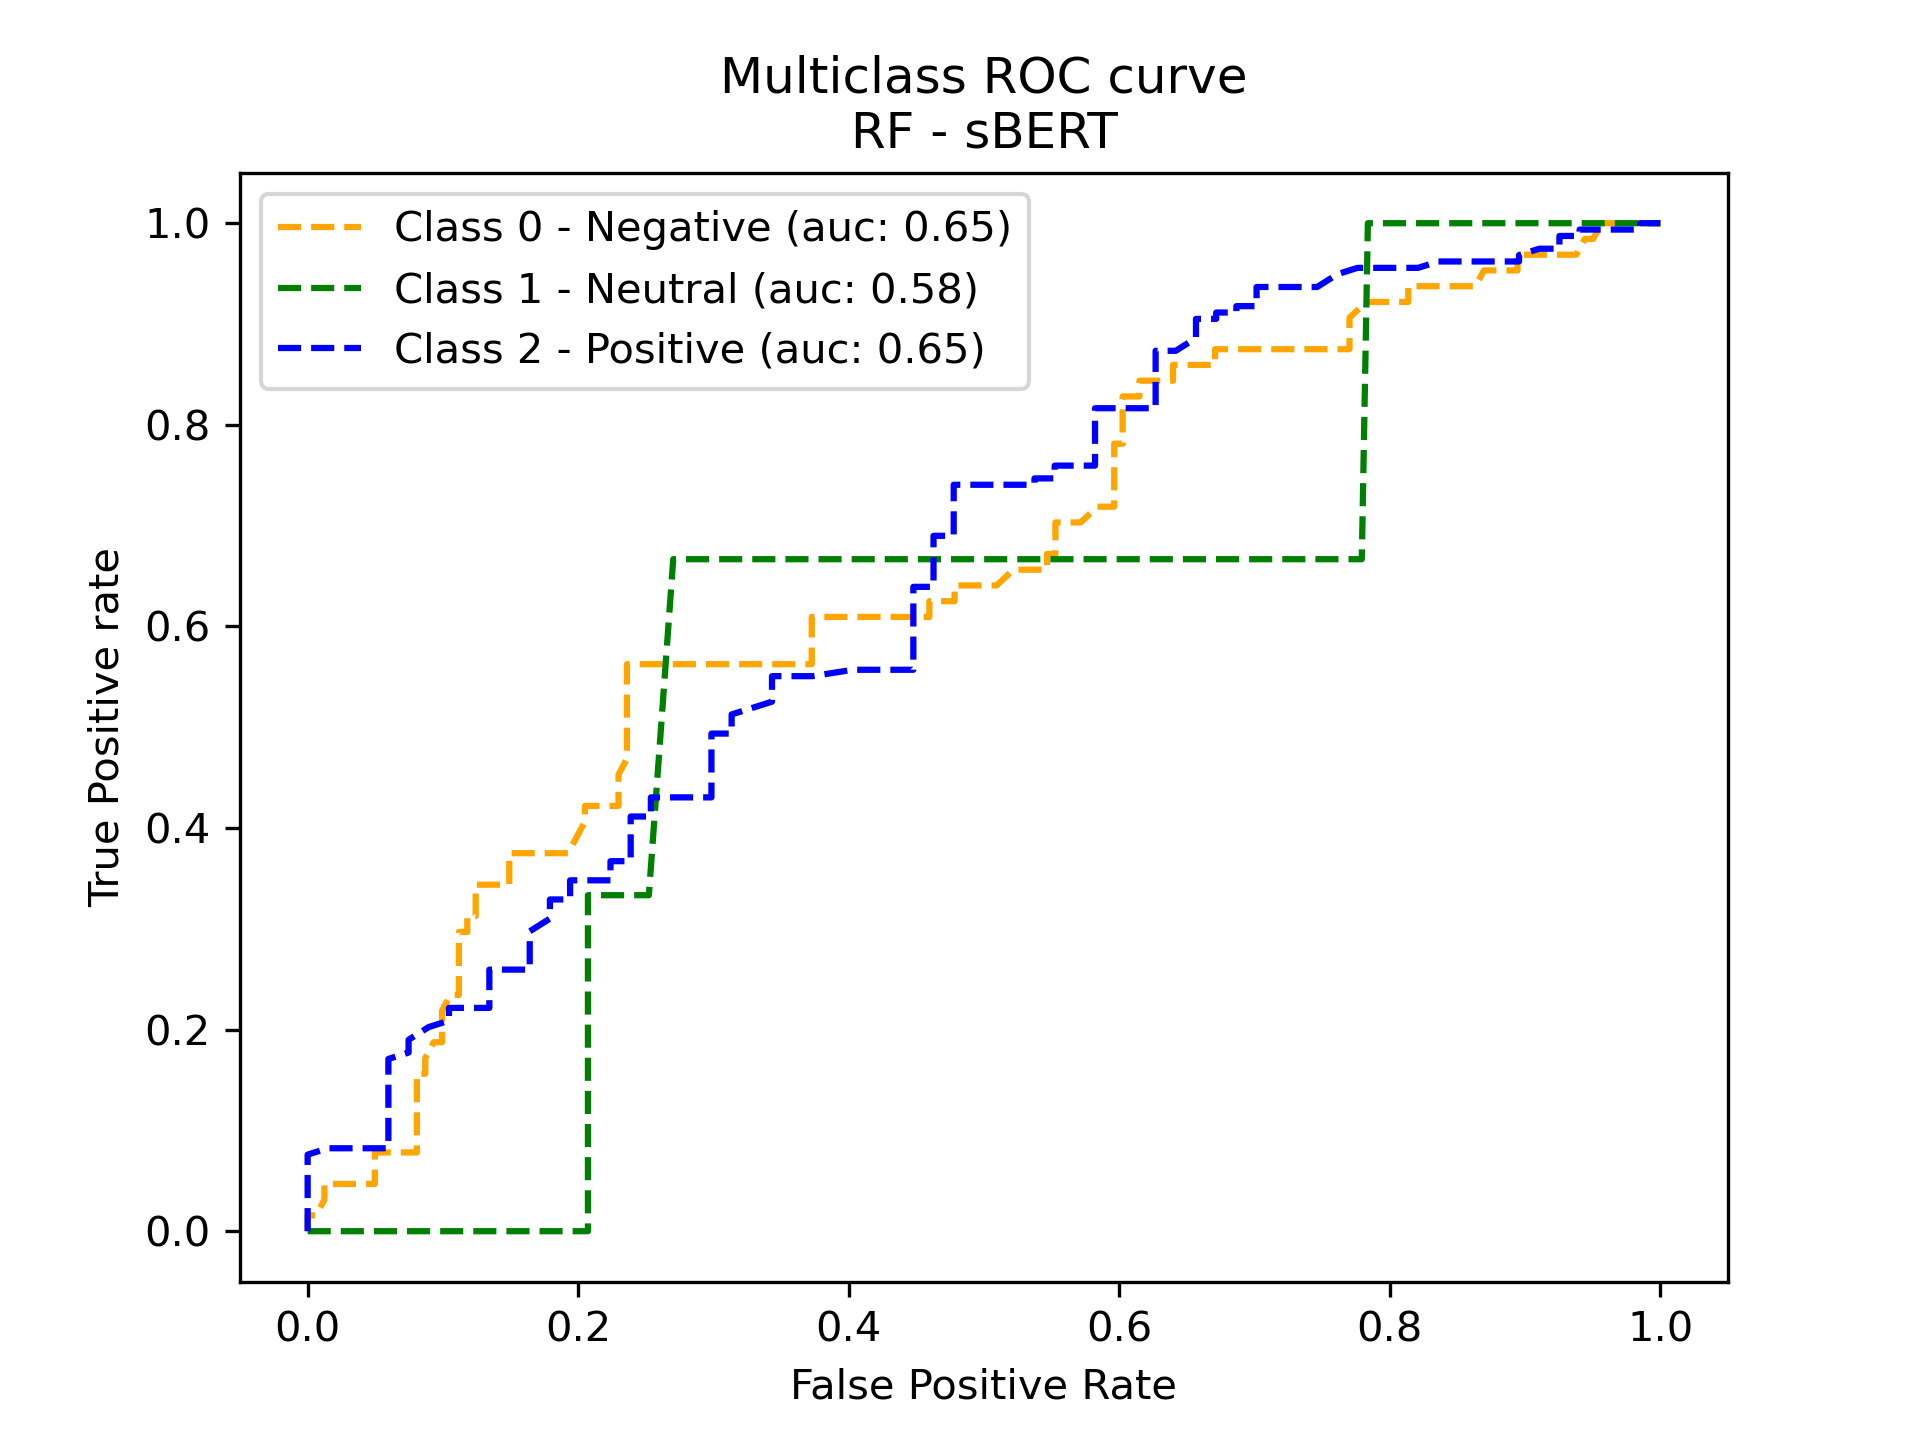 Multiclass ROC curve
RF - sBERT
Class 0 - Negative (auc: 0.65)
Class 1 - Neutral (auc: 0.58)
Class 2 - Positive (auc: 0.65)
True Positive rate
1.0
0.8
0.6
0.4
0.2
0.0
0.0 0.2 0.4 0.6 0.8 1.0
False Positive Rate